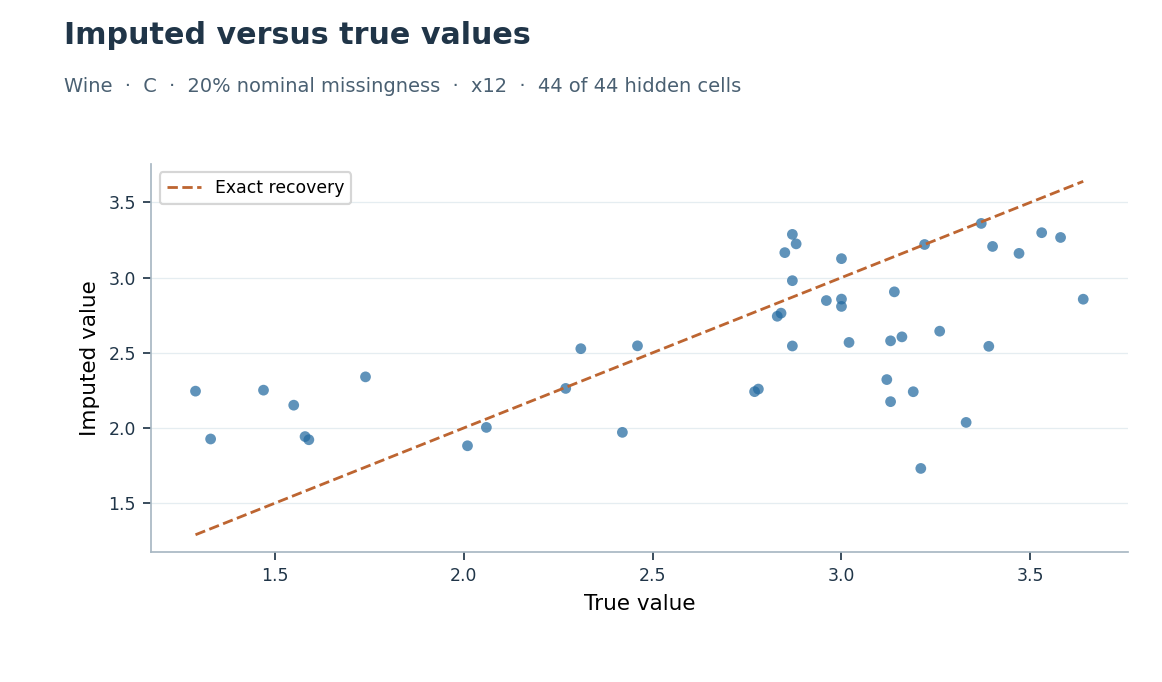 Imputed versus true values
Wine · C · 20% nominal missingness · x12 · 44 of 44 hidden cells
Exact recovery
Imputed value
3.5
3.0
2.5
2.0
1.5
1.5 2.0 2.5 3.0 3.5
True value